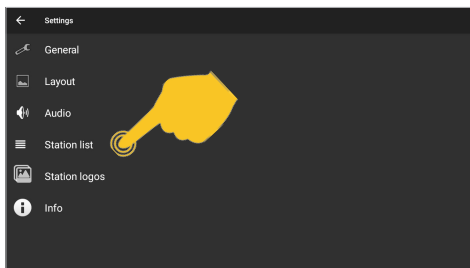 Settings
General
Layout
Audio
Station list
Station logos
Info